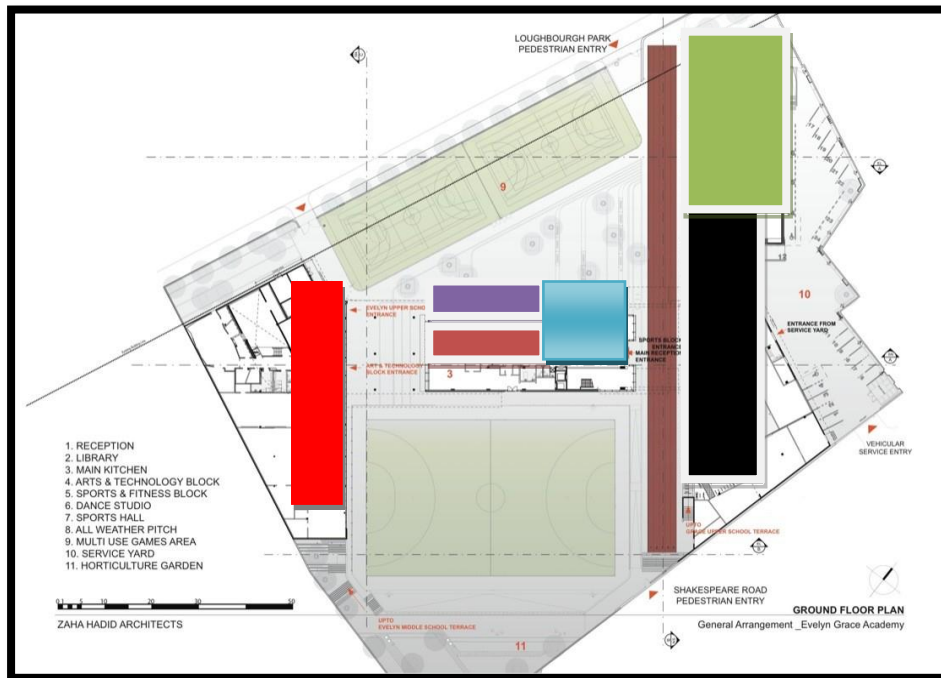 LOUGHBOURGH PARK
PEDESTRIAN ENTRY
9
10
EVELYN UPPER SCHO
ENTRANCE
ART & TECHNOLOGY
BLOCK ENTRANCE
3
SPORTS BLOC
ENTRANCE
MAIN RECEPTION
ENTRANCE
ENTRANCE FROM
SERVICE YARD
VEHICULAR
SERVICE ENTRY
1. RECEPTION
2. LIBRARY
3. MAIN KITCHEN
4. ARTS & TECHNOLOGY BLOCK
5. SPORTS & FITNESS BLOCK
6. DANCE STUDIO
7. SPORTS HALL
8. ALL WEATHER PITCH
9. MULTI USE GAMES AREA
10. SERVICE YARD
11. HORTICULTURE GARDEN
UPTO
GRACE UPPER SCHOOL TERRACE
SHAKESPEARE ROAD
PEDESTRIAN ENTRY
0 1 5 10 20 30 50
ZAHA HADID ARCHITECTS
UPTO
EVELYN MIDDLE SCHOOL TERRACE
11
GROUND FLOOR PLAN
General Arrangement _Evelyn Grace Academy